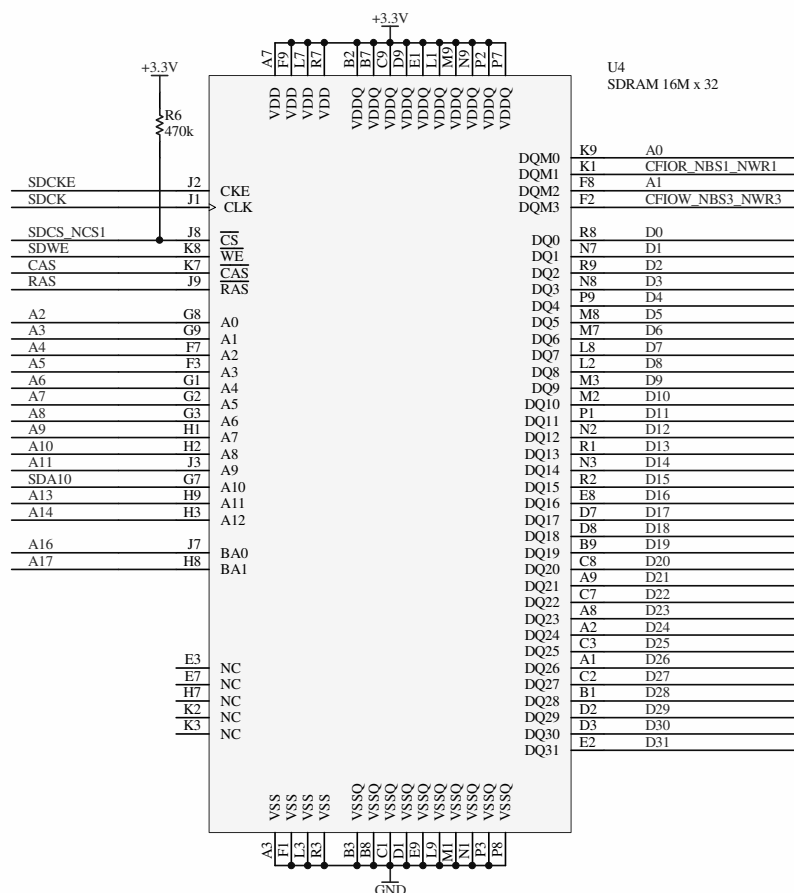 +3.3V
A7 F9 L7 R7 B2 B7 C9 D9 E1 L1 M9 N9 P2 P7
VDD VDD VDD VDD VDDQ VDDQ VDDQ VDDQ VDDQ VDDQ VDDQ VDDQ VDDQ VDDQ
U4
SDRAM 16M x 32
+3.3V
R6
470k
SDCKE J2 CKE
SDCK J1 CLK
SDCS_NCS1 J8 CS
SDWE K8 WE
CAS K7 CAS
RAS J9 RAS
A2 G8 A0
A3 G9 A1
A4 F7 A2
A5 F3 A3
A6 G1 A4
A7 G2 A5
A8 G3 A6
A9 H1 A7
A10 H2 A8
A11 J3 A9
SDA10 G7 A10
A13 H9 A11
A14 H3 A12
A16 J7 BA0
A17 H8 BA1
E3 NC
E7 NC
H7 NC
K2 NC
K3 NC
DQM0 K9 A0
DQM1 K1 CFIOR_NBS1_NWR1
DQM2 F8 A1
DQM3 F2 CFIOW_NBS3_NWR3
DQ0 R8 D0
DQ1 N7 D1
DQ2 R9 D2
DQ3 N8 D3
DQ4 P9 D4
DQ5 M8 D5
DQ6 M7 D6
DQ7 L8 D7
DQ8 L2 D8
DQ9 M3 D9
DQ10 M2 D10
DQ11 P1 D11
DQ12 N2 D12
DQ13 R1 D13
DQ14 N3 D14
DQ15 R2 D15
DQ16 E8 D16
DQ17 D7 D17
DQ18 D8 D18
DQ19 B9 D19
DQ20 C8 D20
DQ21 A9 D21
DQ22 C7 D22
DQ23 A8 D23
DQ24 A2 D24
DQ25 C3 D25
DQ26 A1 D26
DQ27 C2 D27
DQ28 B1 D28
DQ29 D2 D29
DQ30 D3 D30
DQ31 E2 D31
VSS VSS VSS VSS VSSQ VSSQ VSSQ VSSQ VSSQ VSSQ VSSQ VSSQ VSSQ VSSQ
A3 F1 L3 R3 B3 B8 C1 D1 E9 L9 M1 N1 P3 P8
GND